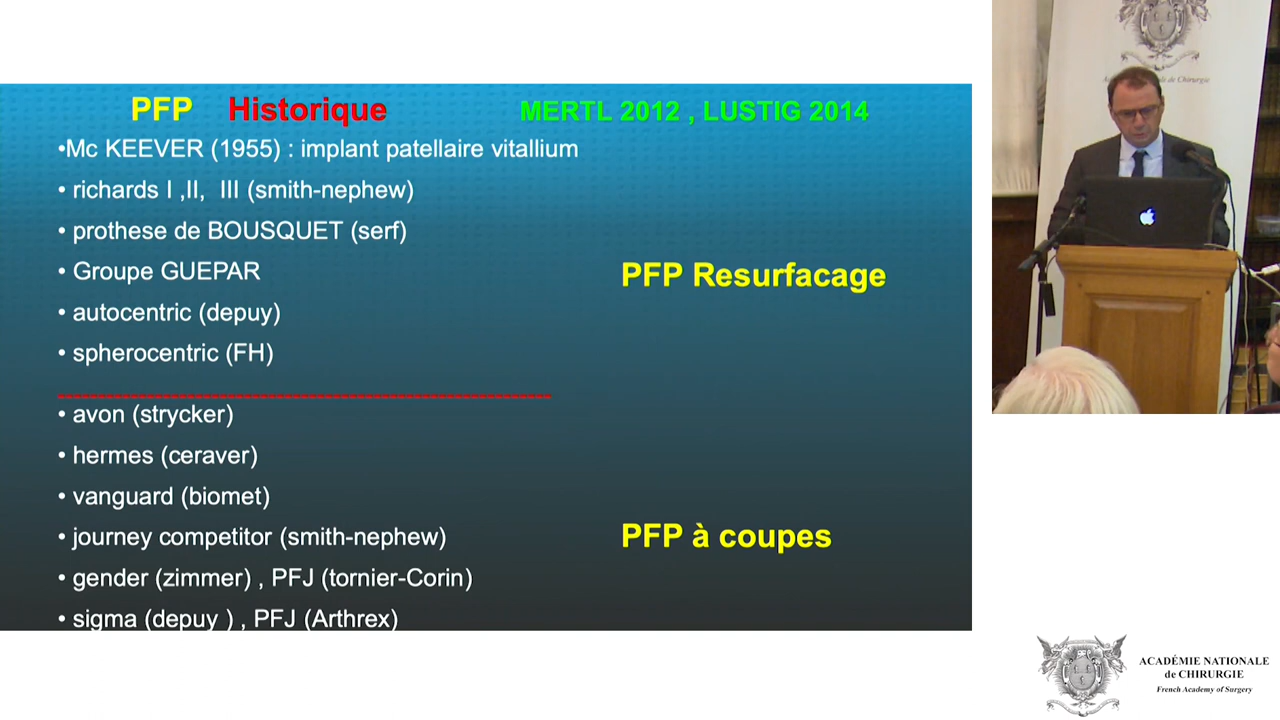 PFP Historique MERTL 2012 , LUSTIG 2014
•Mc KEEVER (1955) : implant patellaire vitallium
• richards I ,II, III (smith-nephew)
• prothese de BOUSQUET (serf)
• Groupe GUEPAR
PFP Resurfacage
• autocentric (depuy)
• spherocentric (FH)
• avon (strycker)
• hermes (ceraver)
• vanguard (biomet)
• journey competitor (smith-nephew)
PFP à coupes
• gender (zimmer) , PFJ (tornier-Corin)
• sigma (depuy ) , PFJ (Arthrex)
de Chirurgie
ACADÉMIE NATIONALE
de CHIRURGIE
French Academy of Surgery